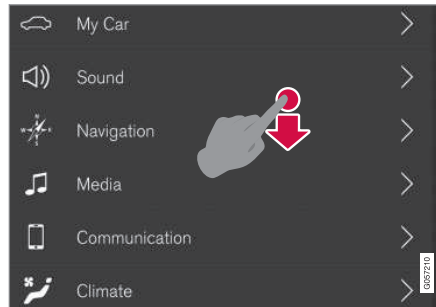 My Car
Sound
Navigation
Media
Communication
Climate
G057210